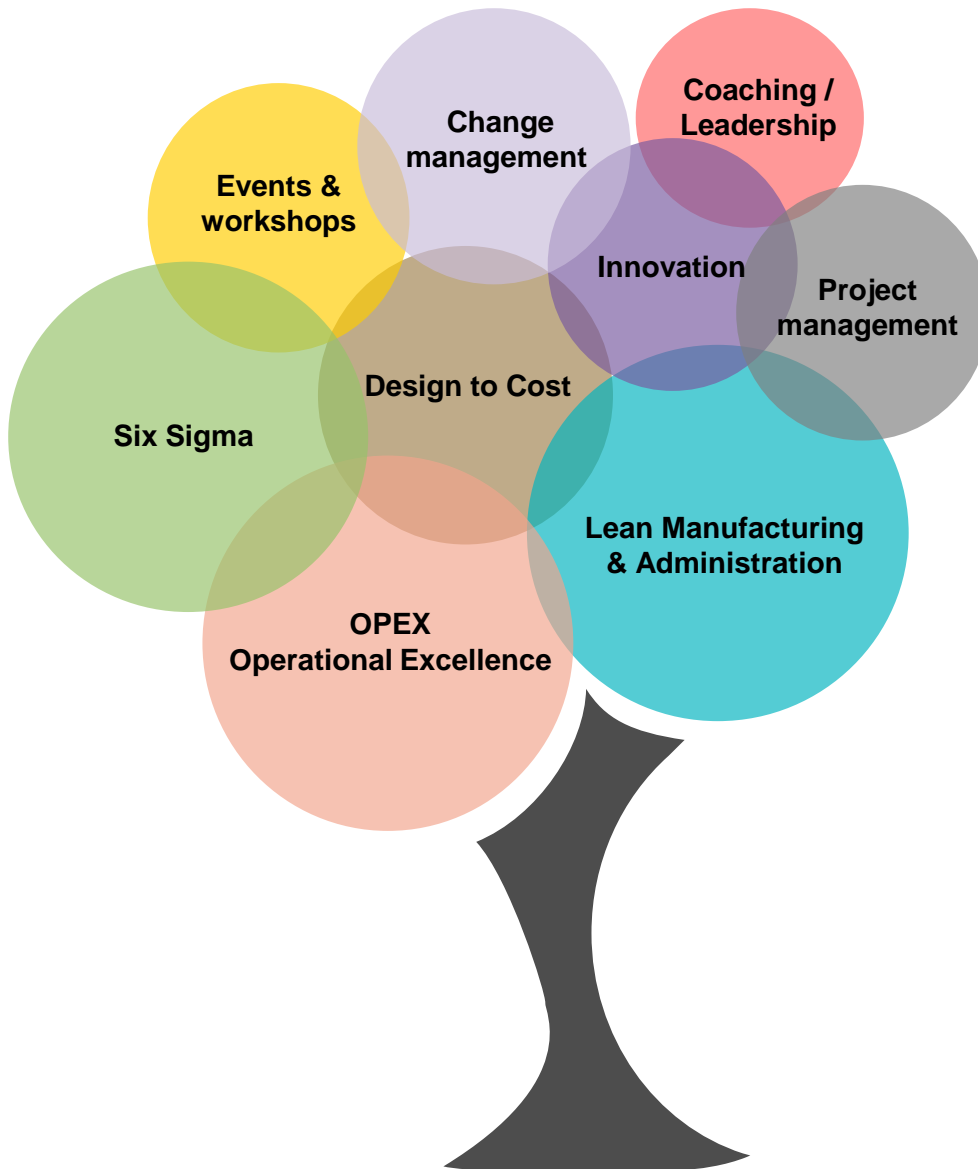 Coaching /
Leadership
Change
management
Events &
workshops
Innovation
Project
management
Design to Cost
Six Sigma
Lean Manufacturing
& Administration
OPEX
Operational Excellence